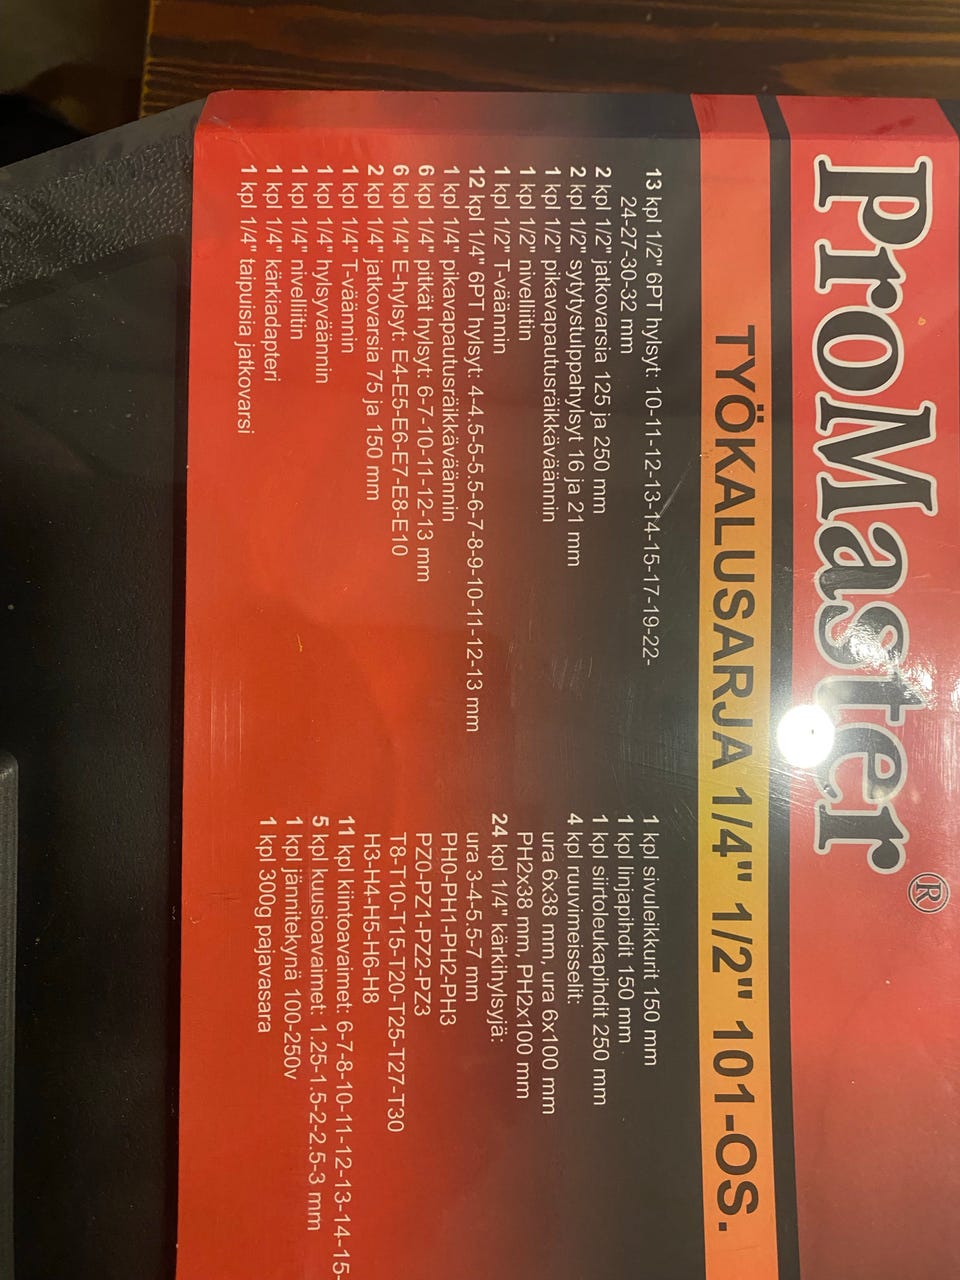 ProMaster®
TYÖKALUSARJA 1/4" 1/2" 101-OS.
13 kpl 1/2" 6PT hylsyt: 10-11-12-13-14-15-17-19-22-
24-27-30-32 mm
2 kpl 1/2" jatkovarsia 125 ja 250 mm
2 kpl 1/2" sytytystulppahylsyt 16 ja 21 mm
1 kpl 1/2" pikavapautusräikkäväännin
1 kpl 1/2" nivelliitin
1 kpl 1/2" T-väännin
12 kpl 1/4" 6PT hylsyt: 4-4.5-5-5.5-6-7-8-9-10-11-12-13 mm
1 kpl 1/4" pikavapautusräikkäväännin
6 kpl 1/4" pitkät hylsyt: 6-7-10-11-12-13 mm
6 kpl 1/4" E-hylsyt: E4-E5-E6-E7-E8-E10
2 kpl 1/4" jatkovarsia 75 ja 150 mm
1 kpl 1/4" T-väännin
1 kpl 1/4" hylsyväännin
1 kpl 1/4" nivelliitin
1 kpl 1/4" kärkiadapteri
1 kpl 1/4" taipuisia jatkovarsi
1 kpl sivuleikkurit 150 mm
1 kpl linjapihdit 150 mm
1 kpl siirtoleukapihdit 250 mm
4 kpl ruuvimeisselit:
ura 6x38 mm, ura 6x100 mm
PH2x38 mm, PH2x100 mm
24 kpl 1/4" kärkihylsyjä:
ura 3-4-5.5-7 mm
PH0-PH1-PH2-PH3
PZ0-PZ1-PZ2-PZ3
T8-T10-T15-T20-T25-T27-T30
H3-H4-H5-H6-H8
11 kpl kiintoavaimet: 6-7-8-10-11-12-13-14-15-
5 kpl kuusioavaimet: 1.25-1.5-2-2.5-3 mm
1 kpl jännitekynä 100-250v
1 kpl 300g pajavasara